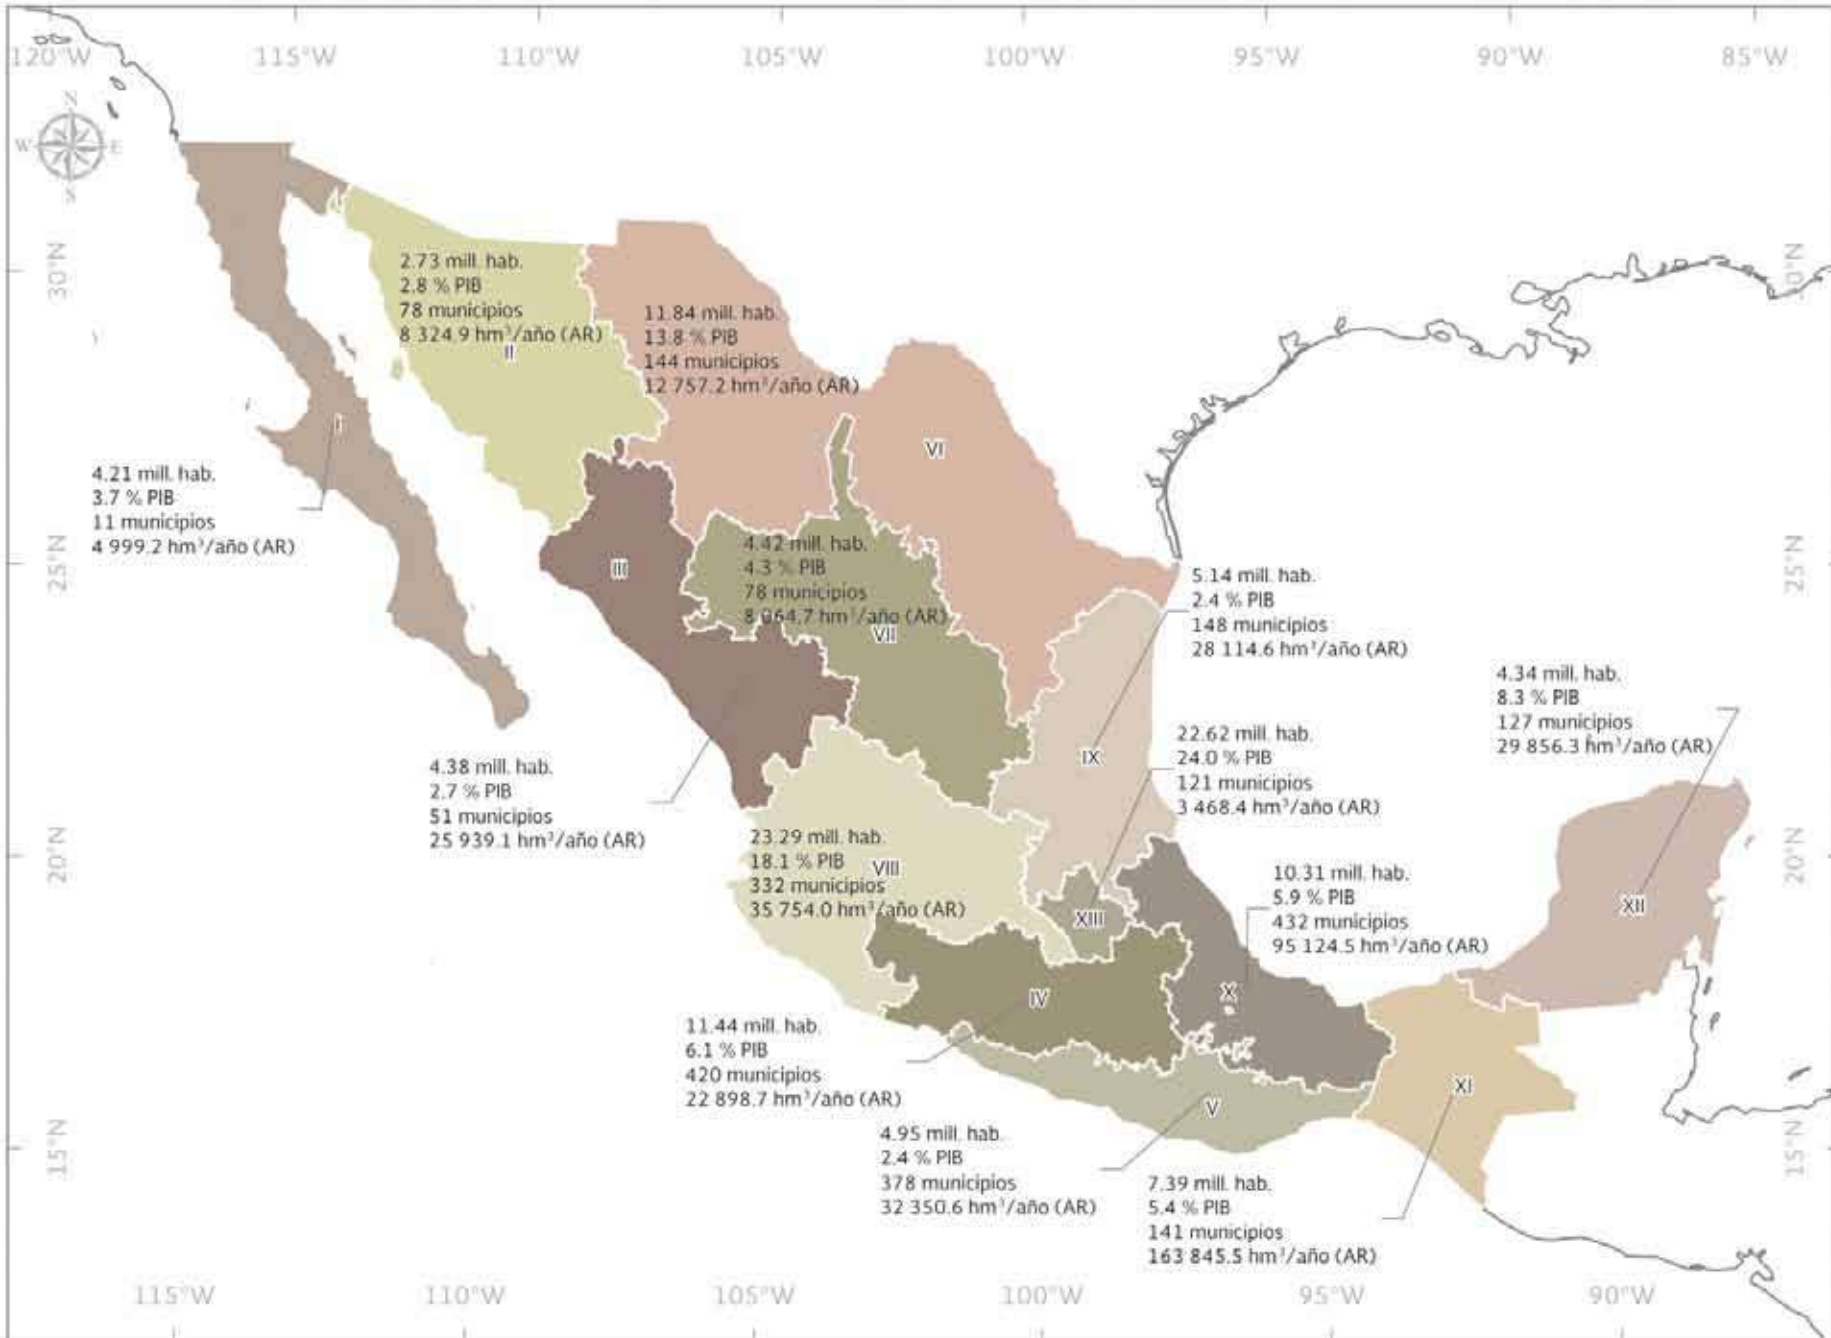 120°W 115°W 110°W 105°W 100°W 95°W 90°W 85°W
N
W E
S
30°N
30°N
2.73 mill. hab.
2.8 % PIB
78 municipios
8 324.9 hm³/año (AR)
II
11.84 mill. hab.
13.8 % PIB
144 municipios
12 757.2 hm³/año (AR)
VI
I
4.21 mill. hab.
3.7 % PIB
11 municipios
4 999.2 hm³/año (AR)
25°N
25°N
III
4.42 mill. hab.
4.3 % PIB
78 municipios
8 064.7 hm³/año (AR)
VII
5.14 mill. hab.
2.4 % PIB
148 municipios
28 114.6 hm³/año (AR)
IX
4.34 mill. hab.
8.3 % PIB
127 municipios
29 856.3 hm³/año (AR)
XII
22.62 mill. hab.
24.0 % PIB
121 municipios
3 468.4 hm³/año (AR)
XIII
4.38 mill. hab.
2.7 % PIB
51 municipios
25 939.1 hm³/año (AR)
20°N
20°N
23.29 mill. hab.
18.1 % PIB
332 municipios
35 754.0 hm³/año (AR)
VIII
10.31 mill. hab.
5.9 % PIB
432 municipios
95 124.5 hm³/año (AR)
X
IV
11.44 mill. hab.
6.1 % PIB
420 municipios
22 898.7 hm³/año (AR)
XI
V
15°N
15°N
4.95 mill. hab.
2.4 % PIB
378 municipios
32 350.6 hm³/año (AR)
7.39 mill. hab.
5.4 % PIB
141 municipios
163 845.5 hm³/año (AR)
115°W 110°W 105°W 100°W 95°W 90°W